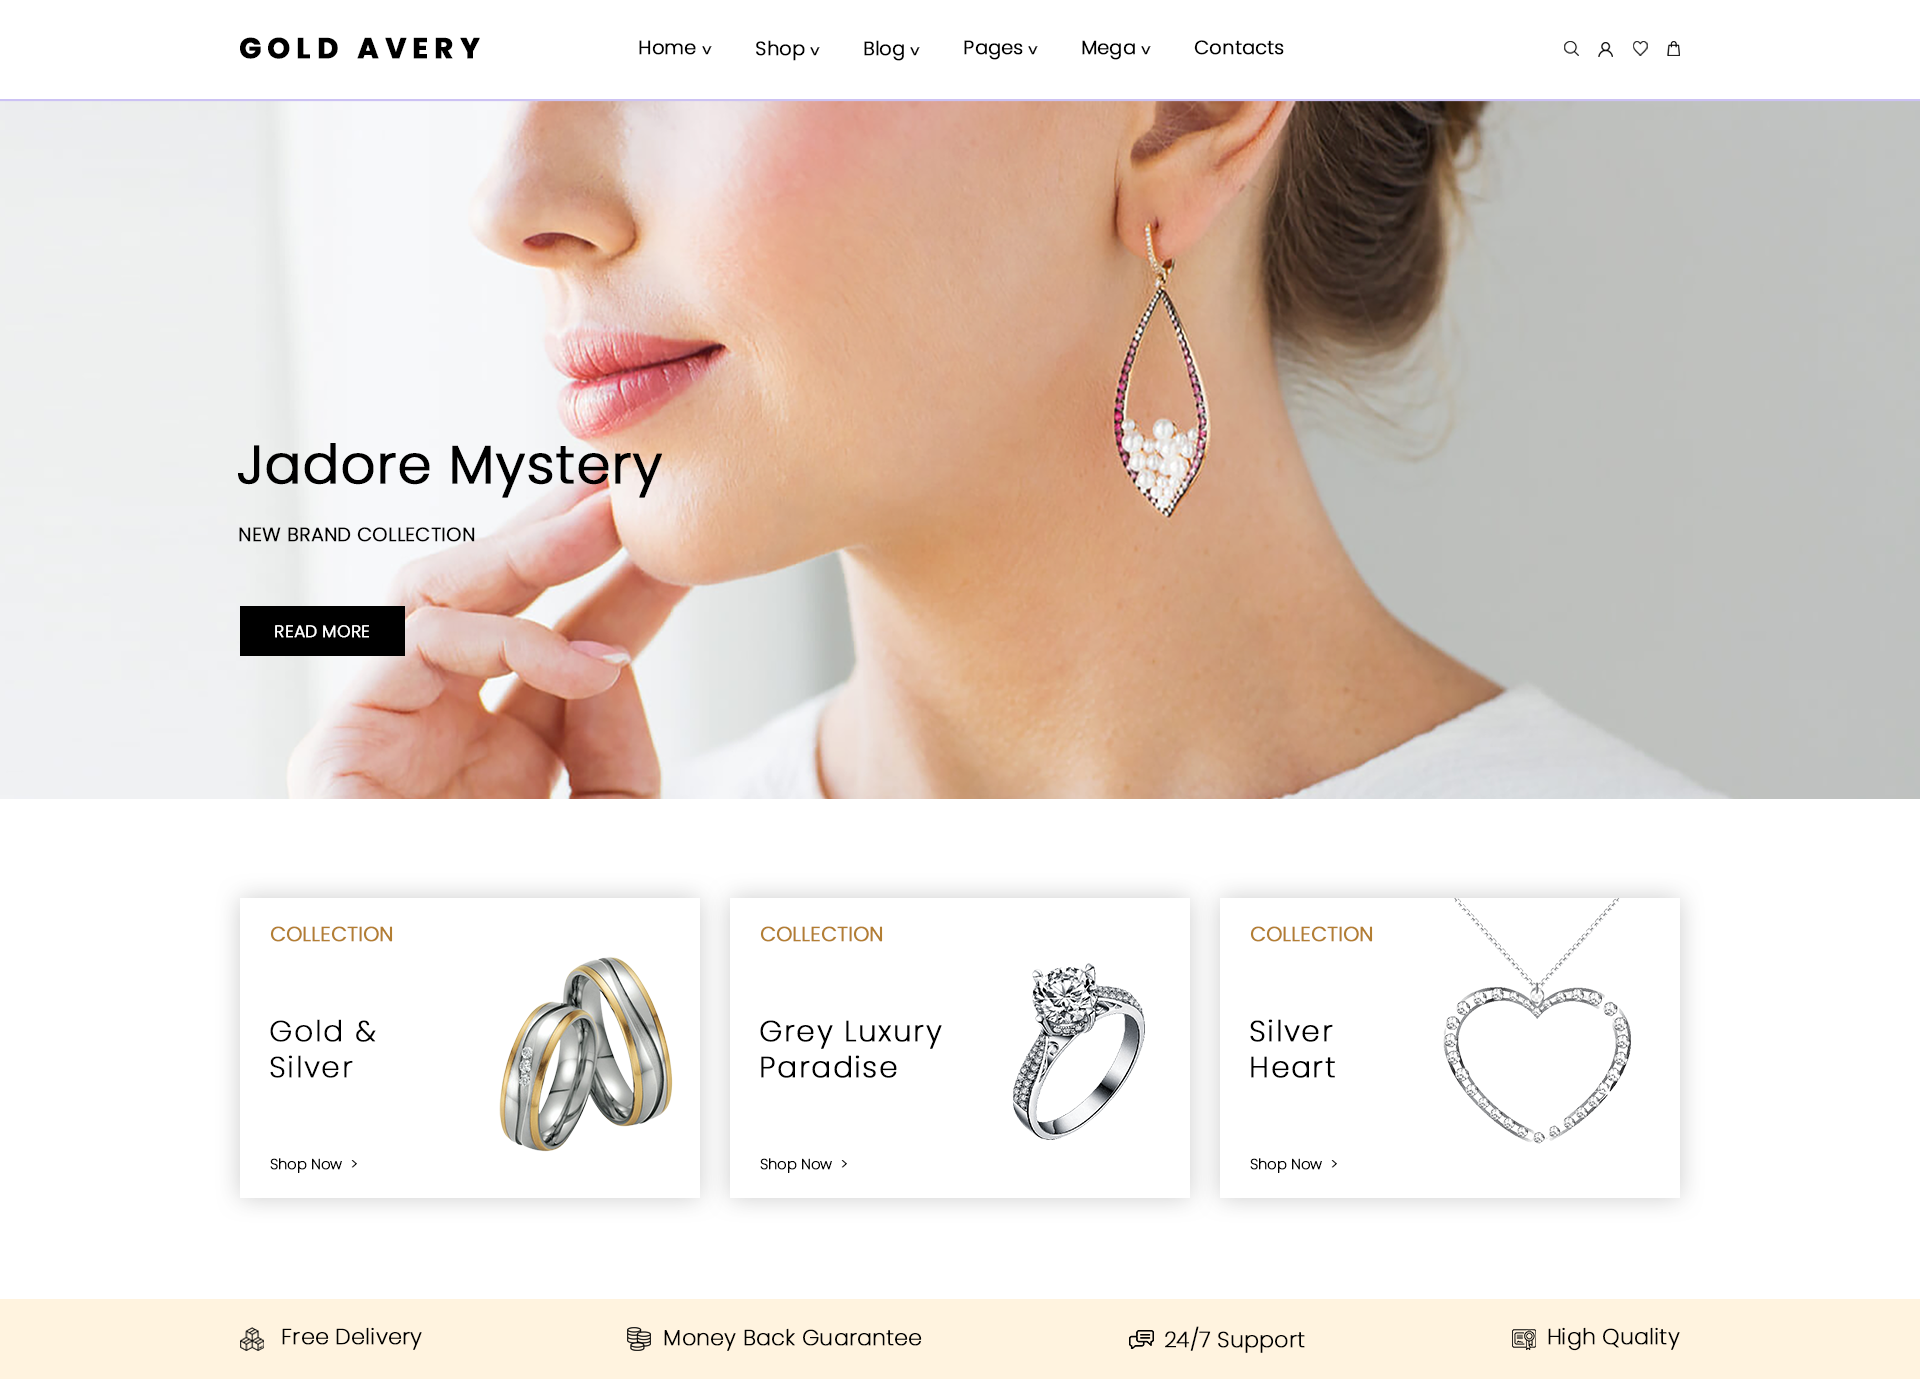 GOLD AVERY
Home v Shop v Blog v Pages v Mega v Contacts
Jadore Mystery
NEW BRAND COLLECTION
READ MORE
COLLECTION
Gold &
Silver
Shop Now >
COLLECTION
Grey Luxury
Paradise
Shop Now >
COLLECTION
Silver
Heart
Shop Now >
Free Delivery
Money Back Guarantee
24/7 Support
High Quality